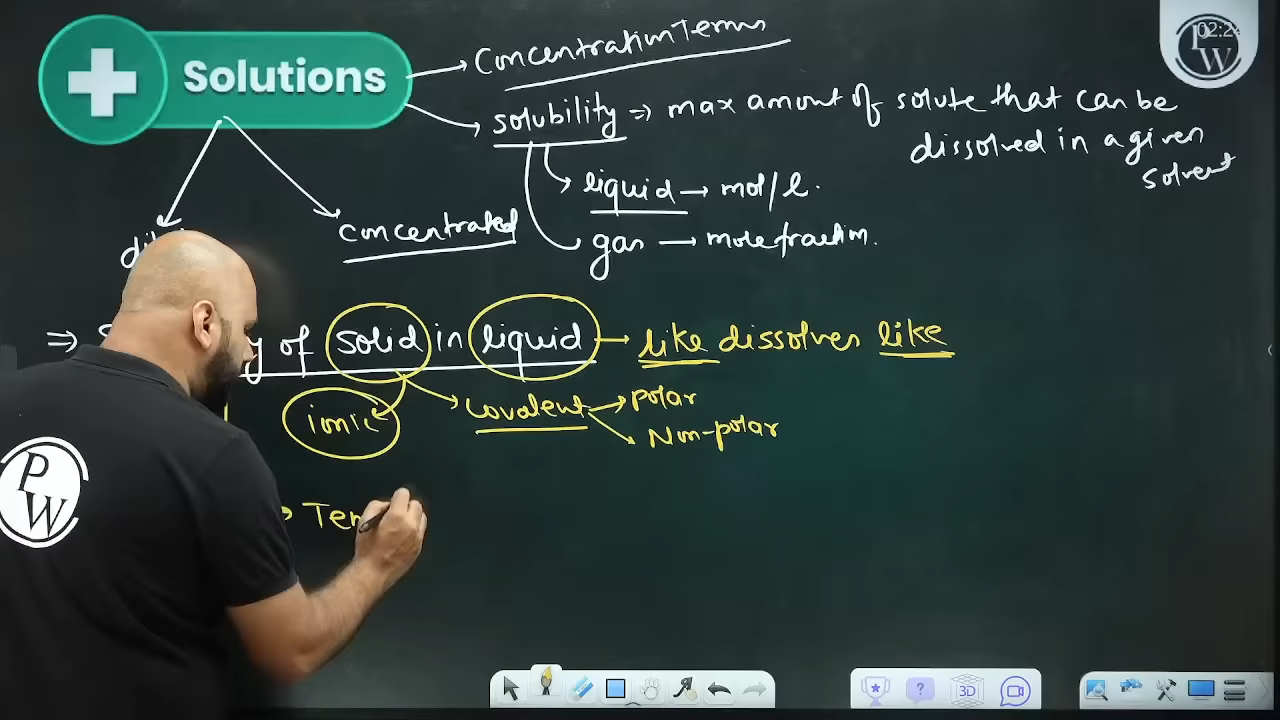 Solutions
Concentration Terms
solubility ⇒ max amount of solute that can be
dissolved in a given
solvent
liquid → mol/l.
gas → mole fraction.
concentrated
⇒ of solid in liquid → like dissolves like
ionic
covalent
polar
Non-polar
P
W
P
W